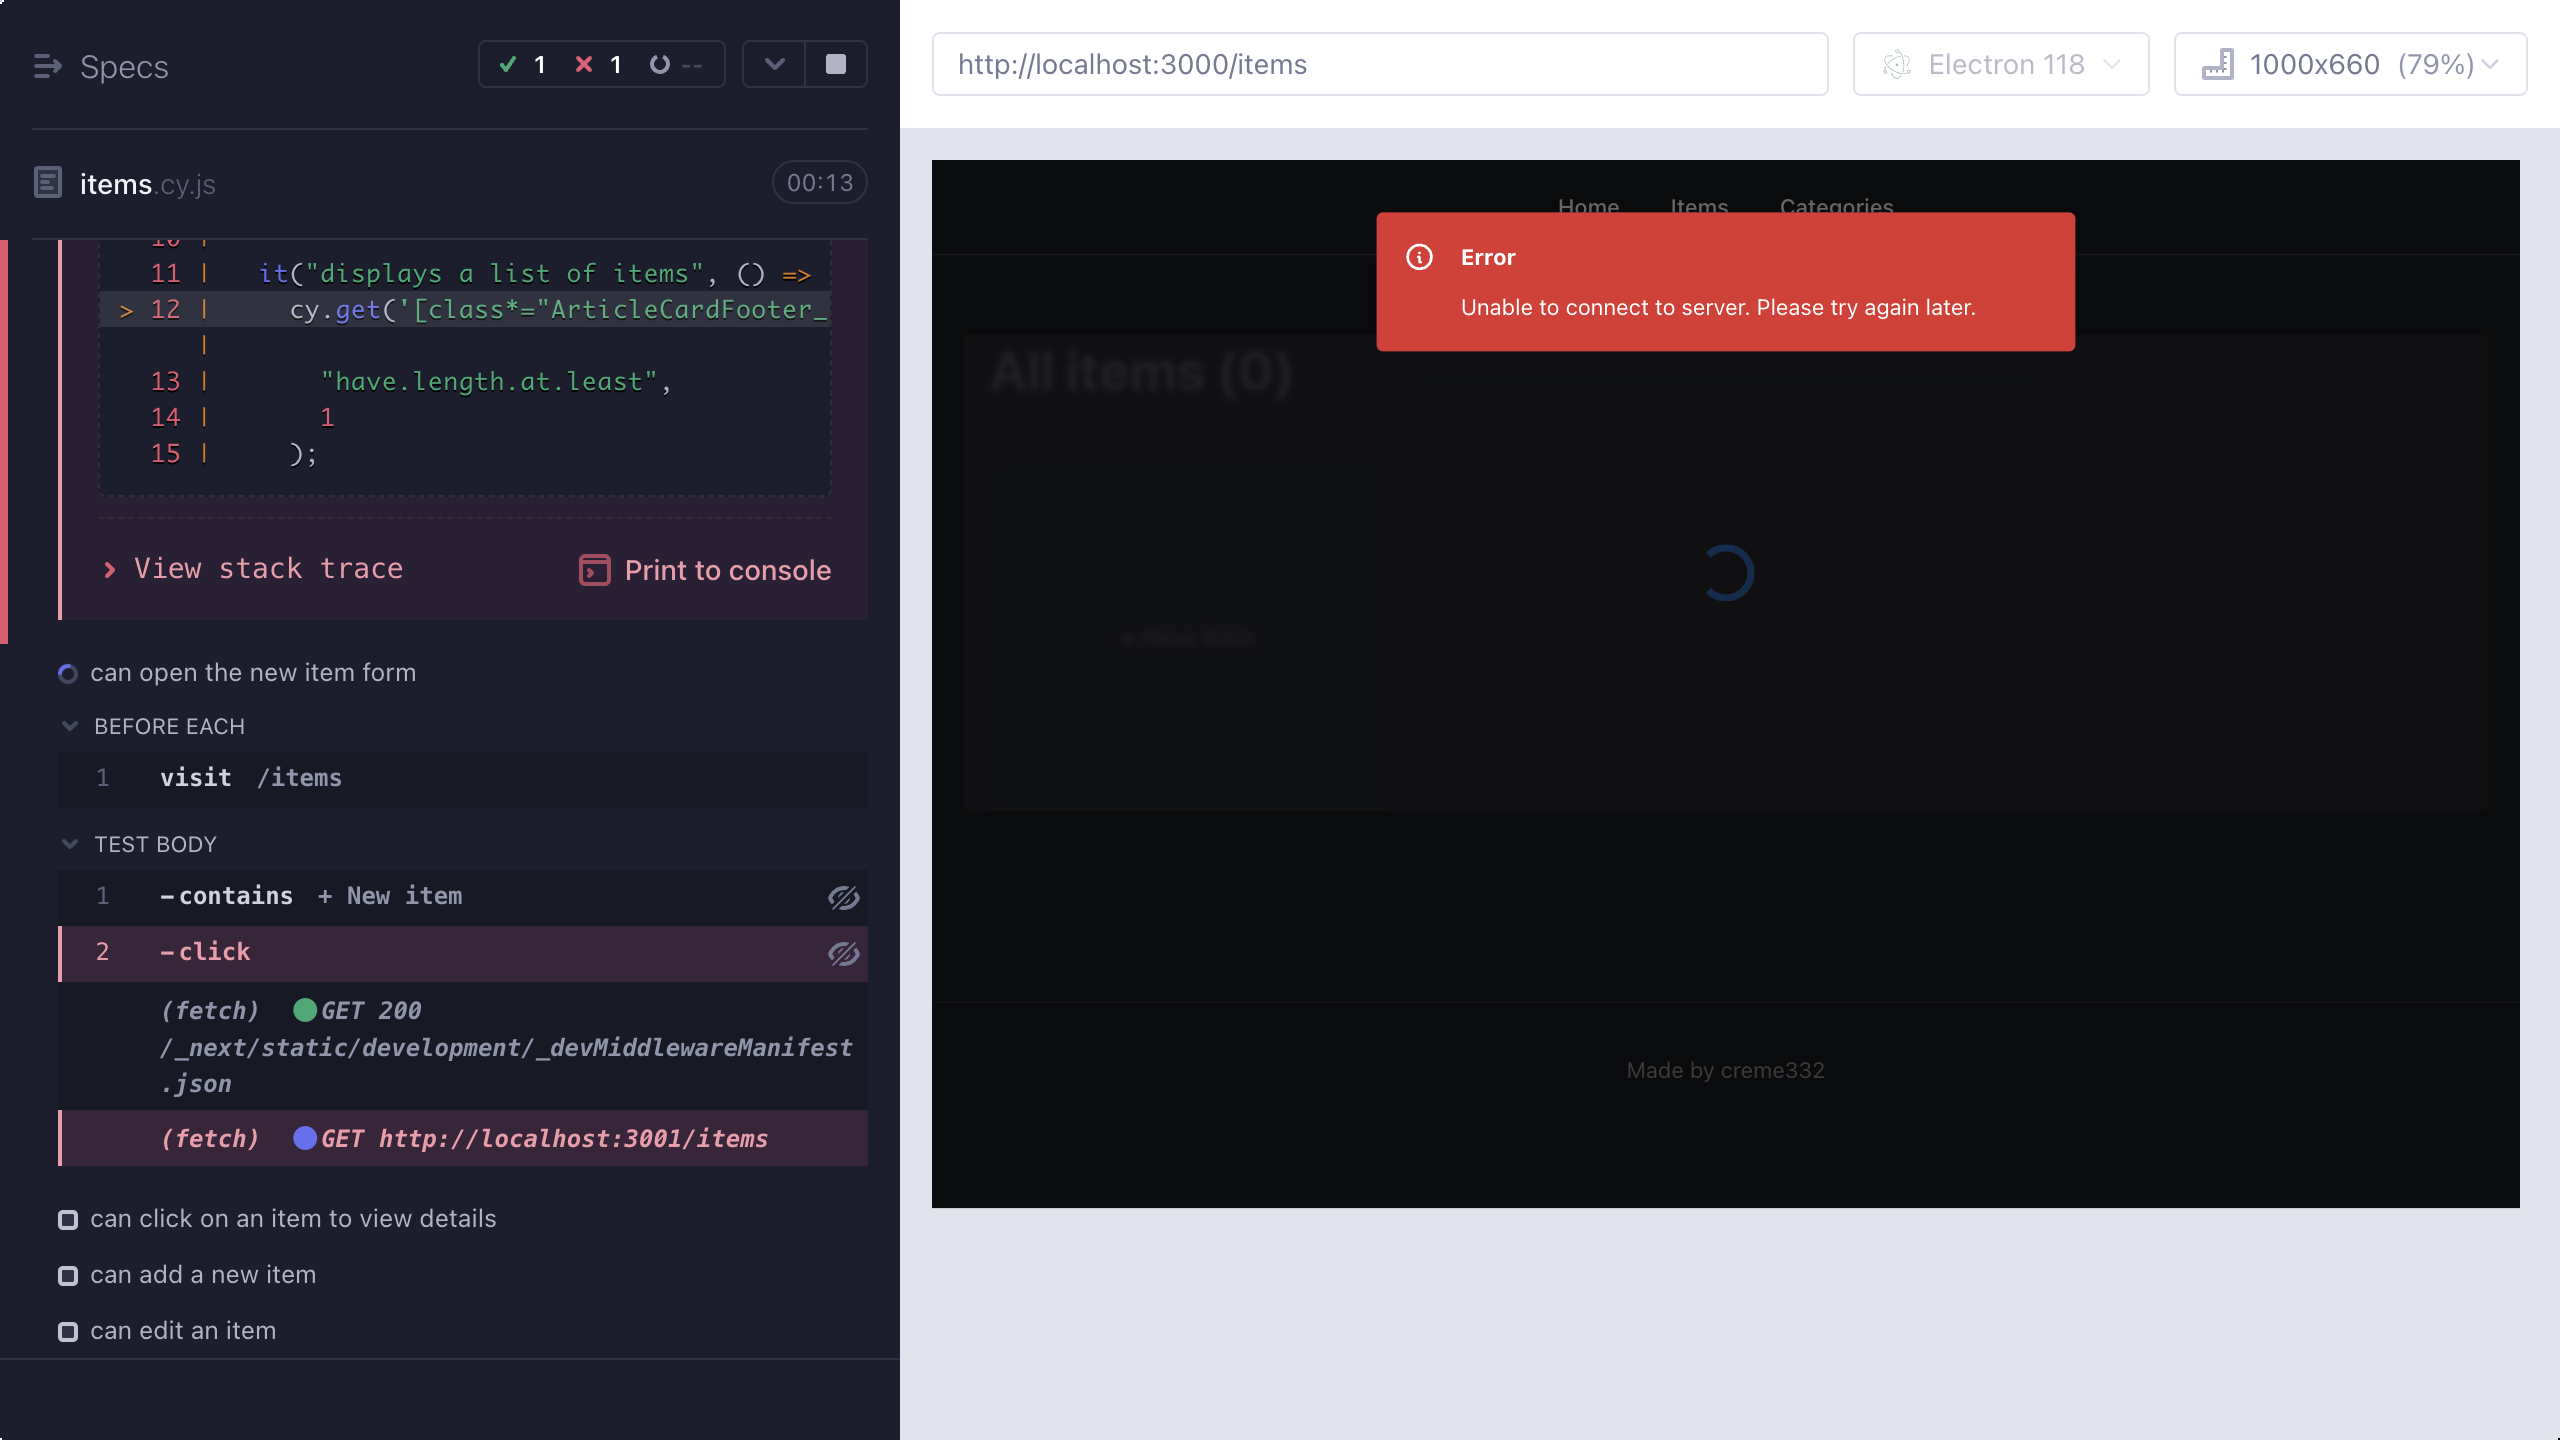 Specs
1 1 --
items.cy.js
00:13
10 |
11 | it("displays a list of items", () =>
> 12 | cy.get('[class*="ArticleCardFooter_
|
13 | "have.length.at.least",
14 | 1
15 | );
View stack trace
Print to console
can open the new item form
BEFORE EACH
1 visit /items
TEST BODY
1 -contains + New item
2 -click
(fetch) GET 200
/_next/static/development/_devMiddlewareManifest
.json
(fetch) GET http://localhost:3001/items
can click on an item to view details
can add a new item
can edit an item
http://localhost:3000/items
Electron 118
1000x660 (79%)
Home Items Categories
Error
Unable to connect to server. Please try again later.
All items (0)
+ New item
Made by creme332